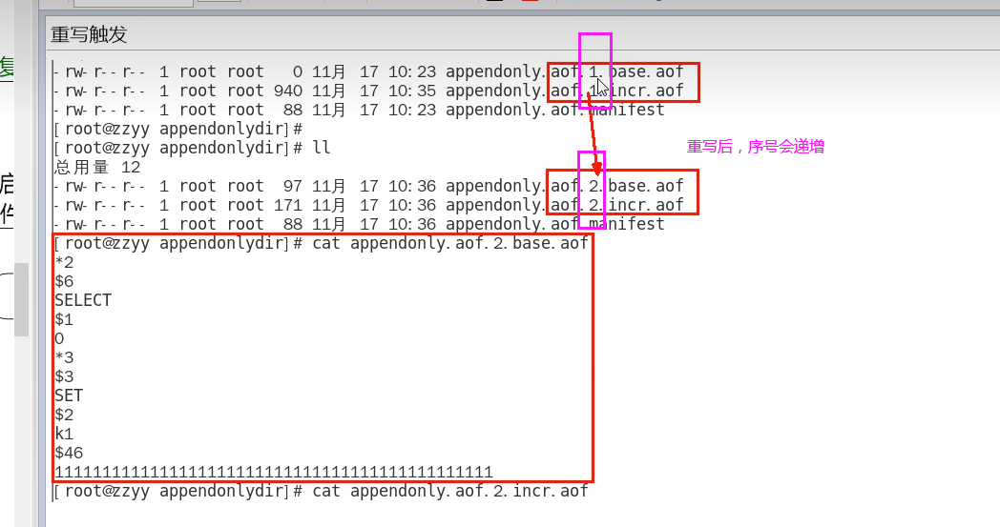 重写触发
-rw-r--r-- 1 root root   0 11月 17 10:23 appendonly.aof.1.base.aof
-rw-r--r-- 1 root root 940 11月 17 10:35 appendonly.aof.1.incr.aof
-rw-r--r-- 1 root root  88 11月 17 10:23 appendonly.aof.manifest
[root@zzyy appendonlydir]#
[root@zzyy appendonlydir]# ll
重写后，序号会递增
总用量 12
-rw-r--r-- 1 root root  97 11月 17 10:36 appendonly.aof.2.base.aof
-rw-r--r-- 1 root root 171 11月 17 10:36 appendonly.aof.2.incr.aof
-rw-r--r-- 1 root root  88 11月 17 10:36 appendonly.aof.manifest
[root@zzyy appendonlydir]# cat appendonly.aof.2.base.aof
*2
$6
SELECT
$1
0
*3
$3
SET
$2
k1
$46
1111111111111111111111111111111111111111111111
[root@zzyy appendonlydir]# cat appendonly.aof.2.incr.aof